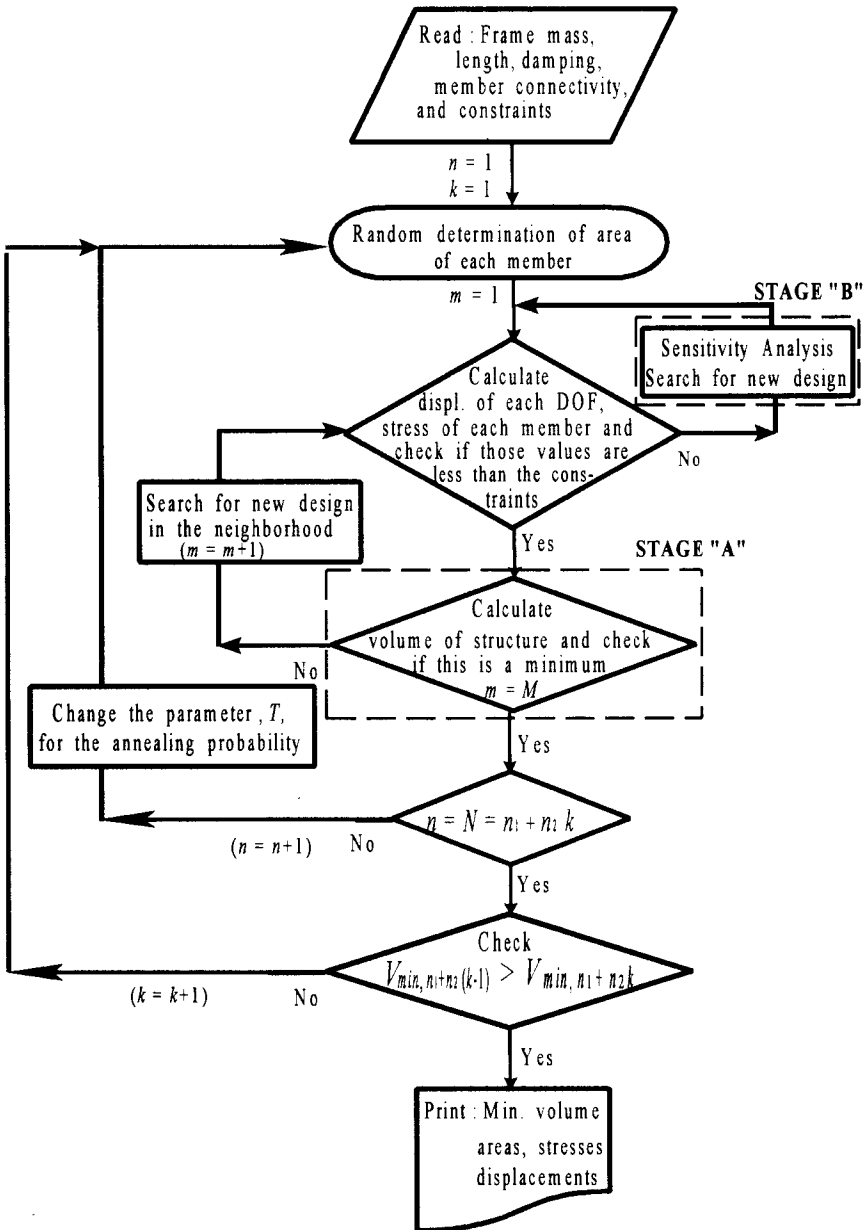 Read : Frame mass,
length, damping,
member connectivity,
and constraints
n = 1
k = 1
Random determination of area
of each member
m = 1
STAGE "B"
Sensitivity Analysis
Search for new design
Calculate
displ. of each DOF,
stress of each member and
check if those values are
less than the cons-
traints
No
Search for new design
in the neighborhood
(m = m+1)
Yes
STAGE "A"
Calculate
volume of structure and check
if this is a minimum
m = M
No
Change the parameter , T,
for the annealing probability
Yes
n = N = n₁ + n₂ k
(n = n+1)
No
Yes
Check
V_{min, n₁+n₂(k-1)} > V_{min, n₁+n₂k}
(k = k+1)
No
Yes
Print : Min. volume
areas, stresses
displacements